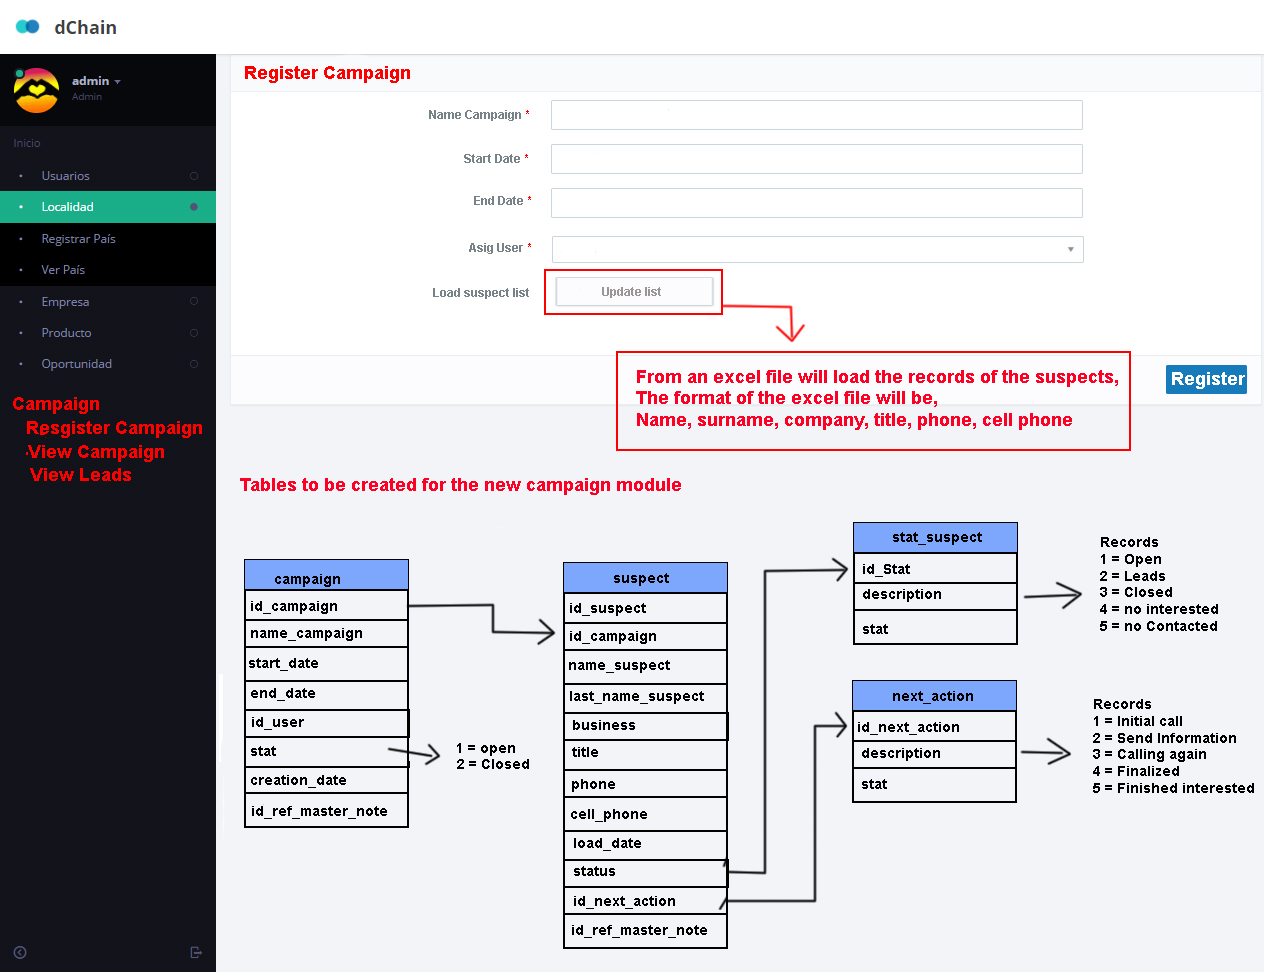 dChain
admin
Admin
Inicio
Usuarios
Localidad
Registrar País
Ver País
Empresa
Producto
Oportunidad
Campaign
Resgister Campaign
View Campaign
View Leads
Register Campaign
Name Campaign *
Start Date *
End Date *
Asig User *
Load suspect list
Update list
From an excel file will load the records of the suspects,
The format of the excel file will be,
Name, surname, company, title, phone, cell phone
Register
Tables to be created for the new campaign module
campaign
id_campaign
name_campaign
start_date
end_date
id_user
stat
creation_date
id_ref_master_note
1 = open
2 = Closed
suspect
id_suspect
id_campaign
name_suspect
last_name_suspect
business
title
phone
cell_phone
load_date
status
id_next_action
id_ref_master_note
stat_suspect
id_Stat
description
stat
Records
1 = Open
2 = Leads
3 = Closed
4 = no interested
5 = no Contacted
next_action
id_next_action
description
stat
Records
1 = Initial call
2 = Send Information
3 = Calling again
4 = Finalized
5 = Finished interested